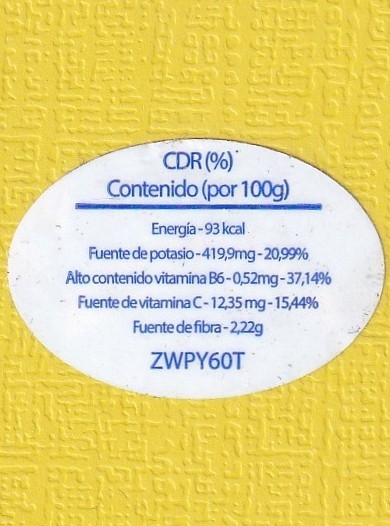 CDR (%)
Contenido (por 100g)
Energía - 93 kcal
Fuente de potasio - 419,9mg - 20,99%
Alto contenido vitamina B6 - 0,52mg - 37,14%
Fuente de vitamina C - 12,35 mg - 15,44%
Fuente de fibra - 2,22g
ZWPY60T